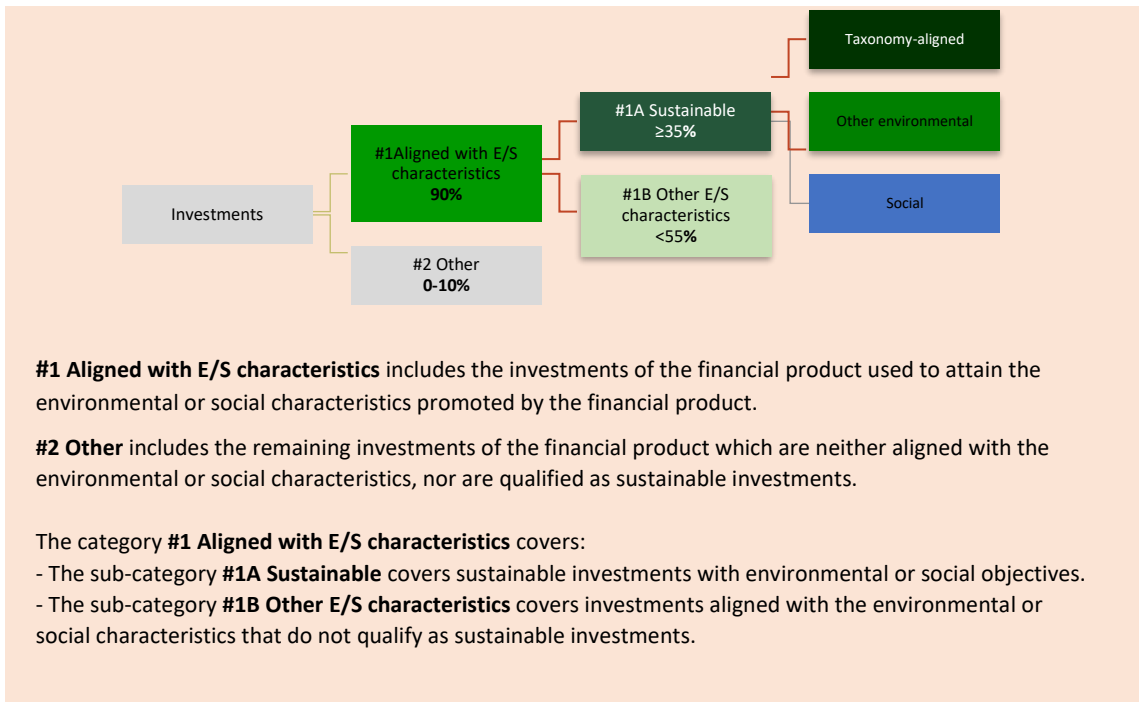 Taxonomy-aligned
#1A Sustainable
≥35%
Other environmental
#1Aligned with E/S
characteristics
90%
#1B Other E/S
characteristics
<55%
Social
Investments
#2 Other
0-10%
#1 Aligned with E/S characteristics includes the investments of the financial product used to attain the
environmental or social characteristics promoted by the financial product.
#2 Other includes the remaining investments of the financial product which are neither aligned with the
environmental or social characteristics, nor are qualified as sustainable investments.
The category #1 Aligned with E/S characteristics covers:
- The sub-category #1A Sustainable covers sustainable investments with environmental or social objectives.
- The sub-category #1B Other E/S characteristics covers investments aligned with the environmental or
social characteristics that do not qualify as sustainable investments.